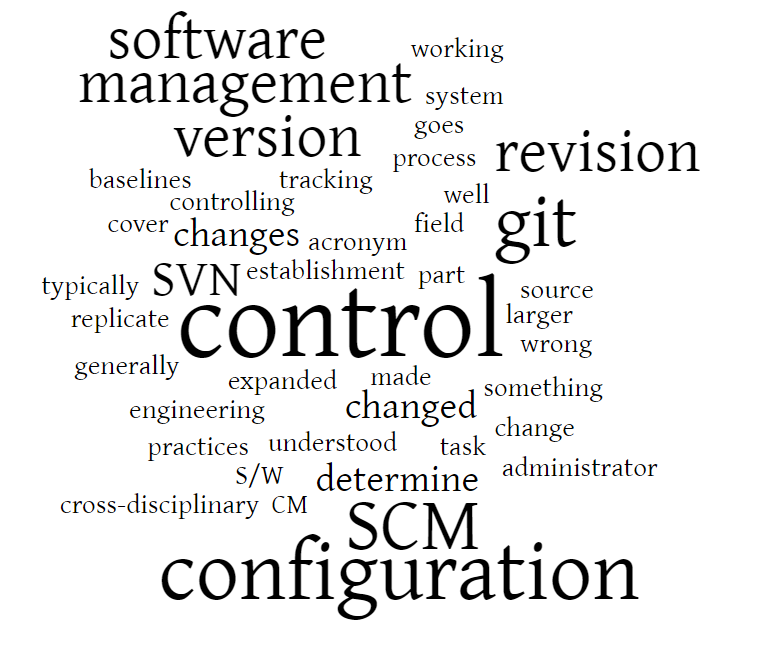 software
working
management
system
goes
version
process
revision
baselines
tracking
well
controlling
cover
changes
acronym
field
git
typically
SVN
establishment
part
source
replicate
control
larger
wrong
generally
expanded
made
something
engineering
changed
change
practices
understood
task
S/W
determine
administrator
cross-disciplinary
CM
SCM
configuration